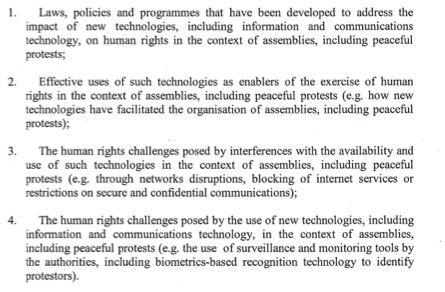 1. Laws, policies and programmes that have been developed to address the
impact of new technologies, including information and communications
technology, on human rights in the context of assemblies, including peaceful
protests;
2. Effective uses of such technologies as enablers of the exercise of human
rights in the context of assemblies, including peaceful protests (e.g. how new
technologies have facilitated the organisation of assemblies, including peaceful
protests);
3. The human rights challenges posed by interferences with the availability and
use of such technologies in the context of assemblies, including peaceful
protests (e.g. through networks disruptions, blocking of internet services or
restrictions on secure and confidential communications);
4. The human rights challenges posed by the use of new technologies, including
information and communications technology, in the context of assemblies,
including peaceful protests (e.g. the use of surveillance and monitoring tools by
the authorities, including biometrics-based recognition technology to identify
protestors).